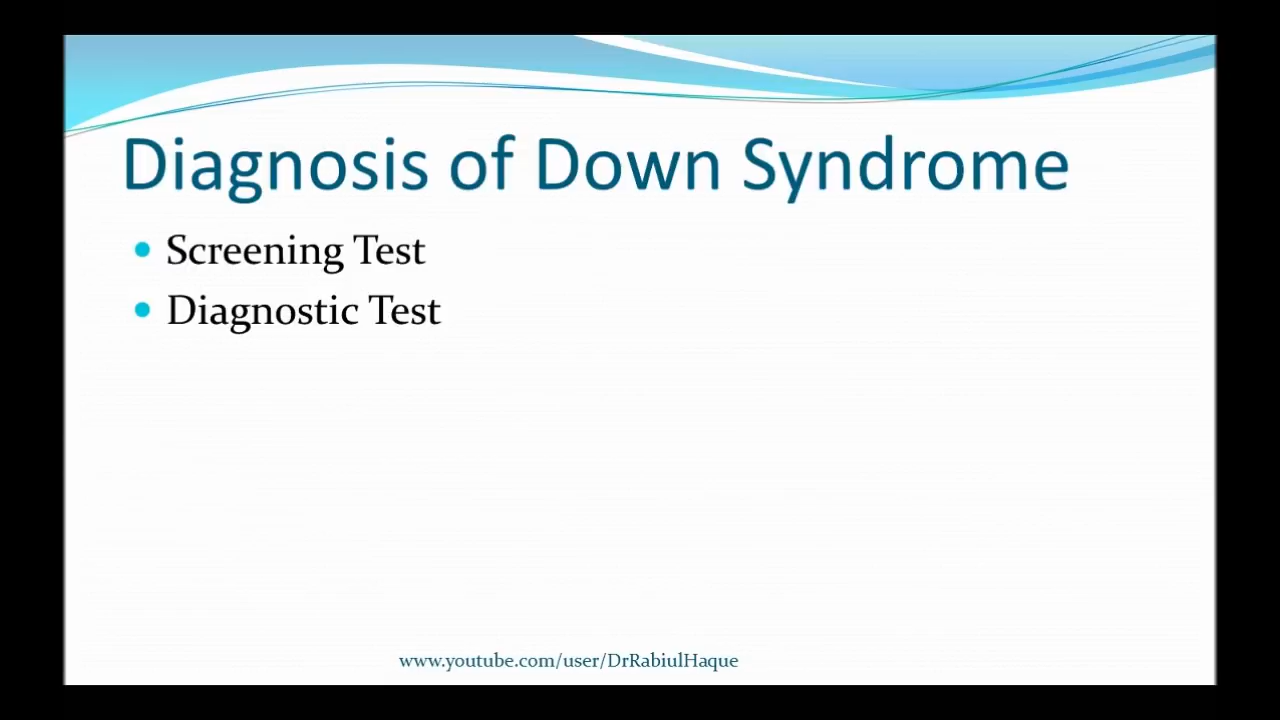 Diagnosis of Down Syndrome
• Screening Test
• Diagnostic Test
www.youtube.com/user/DrRabiulHaque